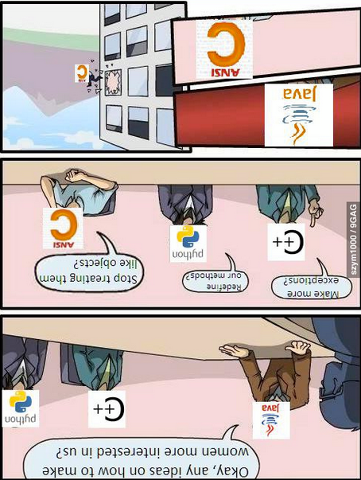 Okay, any ideas on how to make
women more interested in us?
Java
C++
python
Make more
exceptions?
Redefine
our methods?
Stop treating them
like objects?
C++
python
ANSI
C
Java
ANSI
C
szym1000 / 9GAG